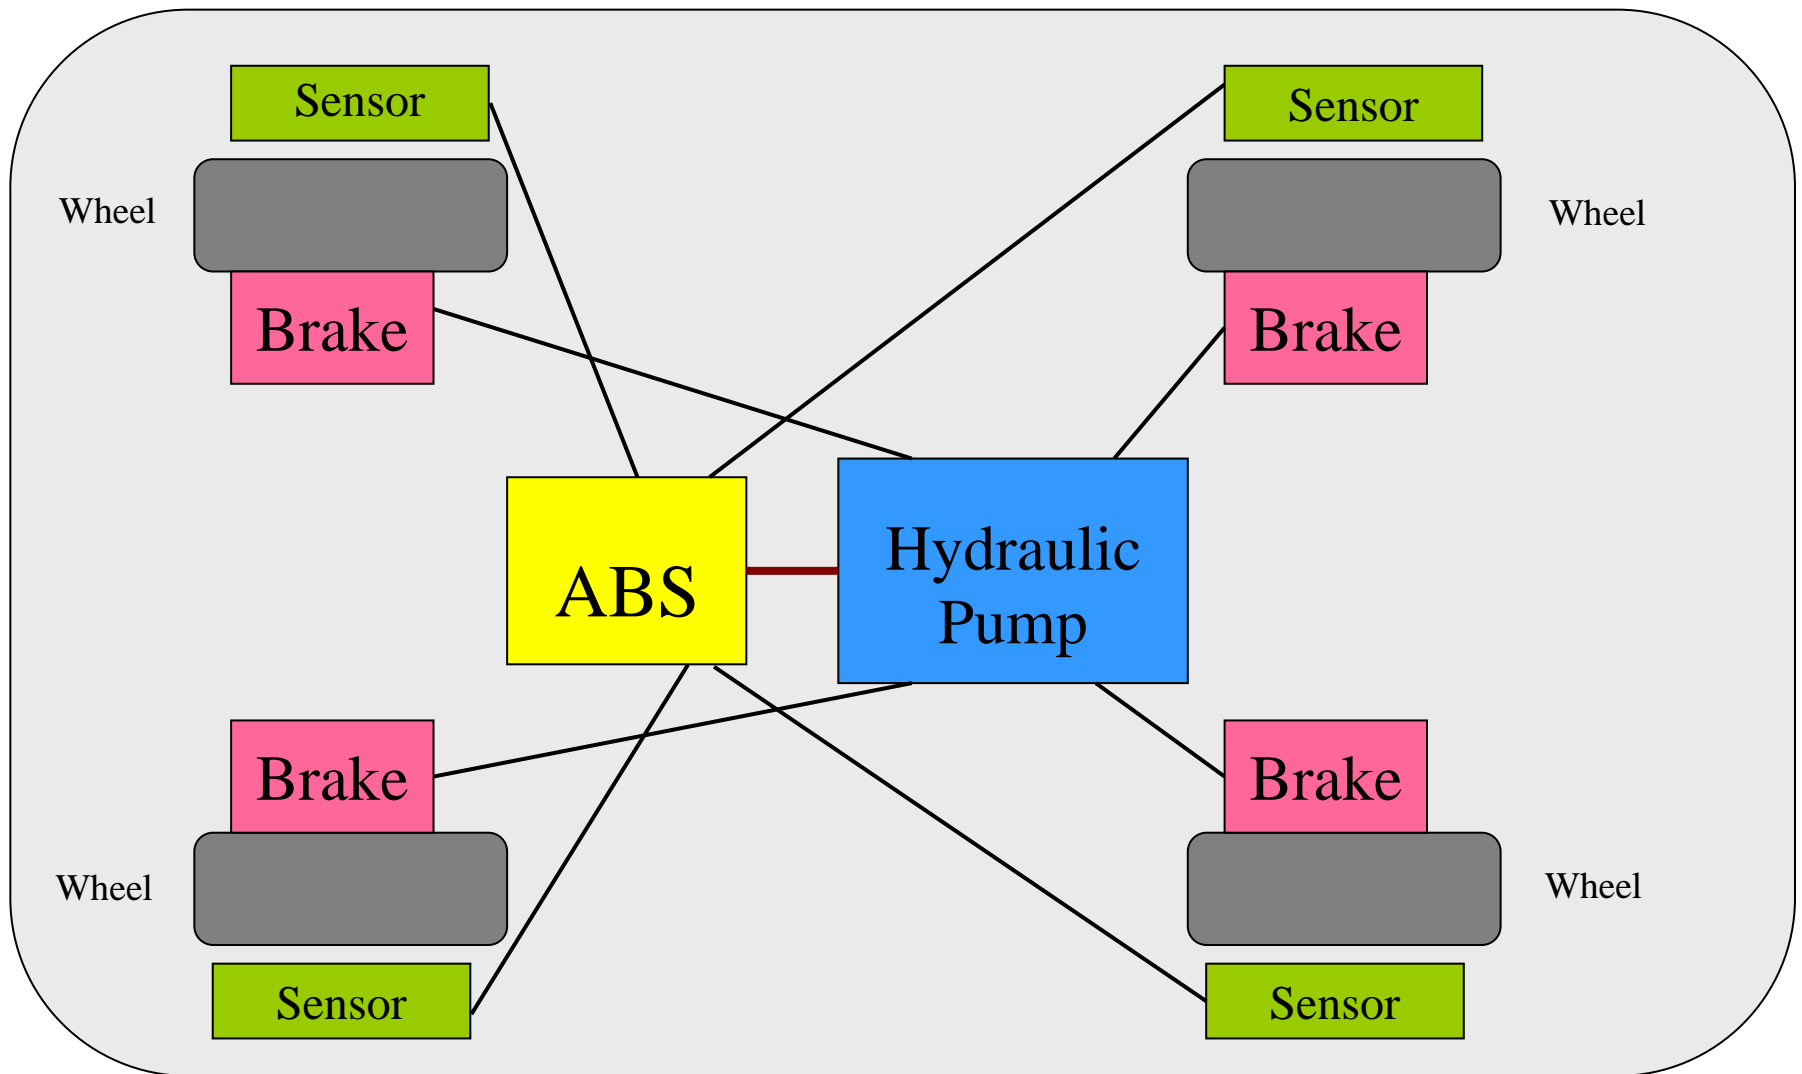 Sensor
Sensor
Wheel
Wheel
Brake
Brake
ABS
Hydraulic
Pump
Brake
Brake
Wheel
Wheel
Sensor
Sensor